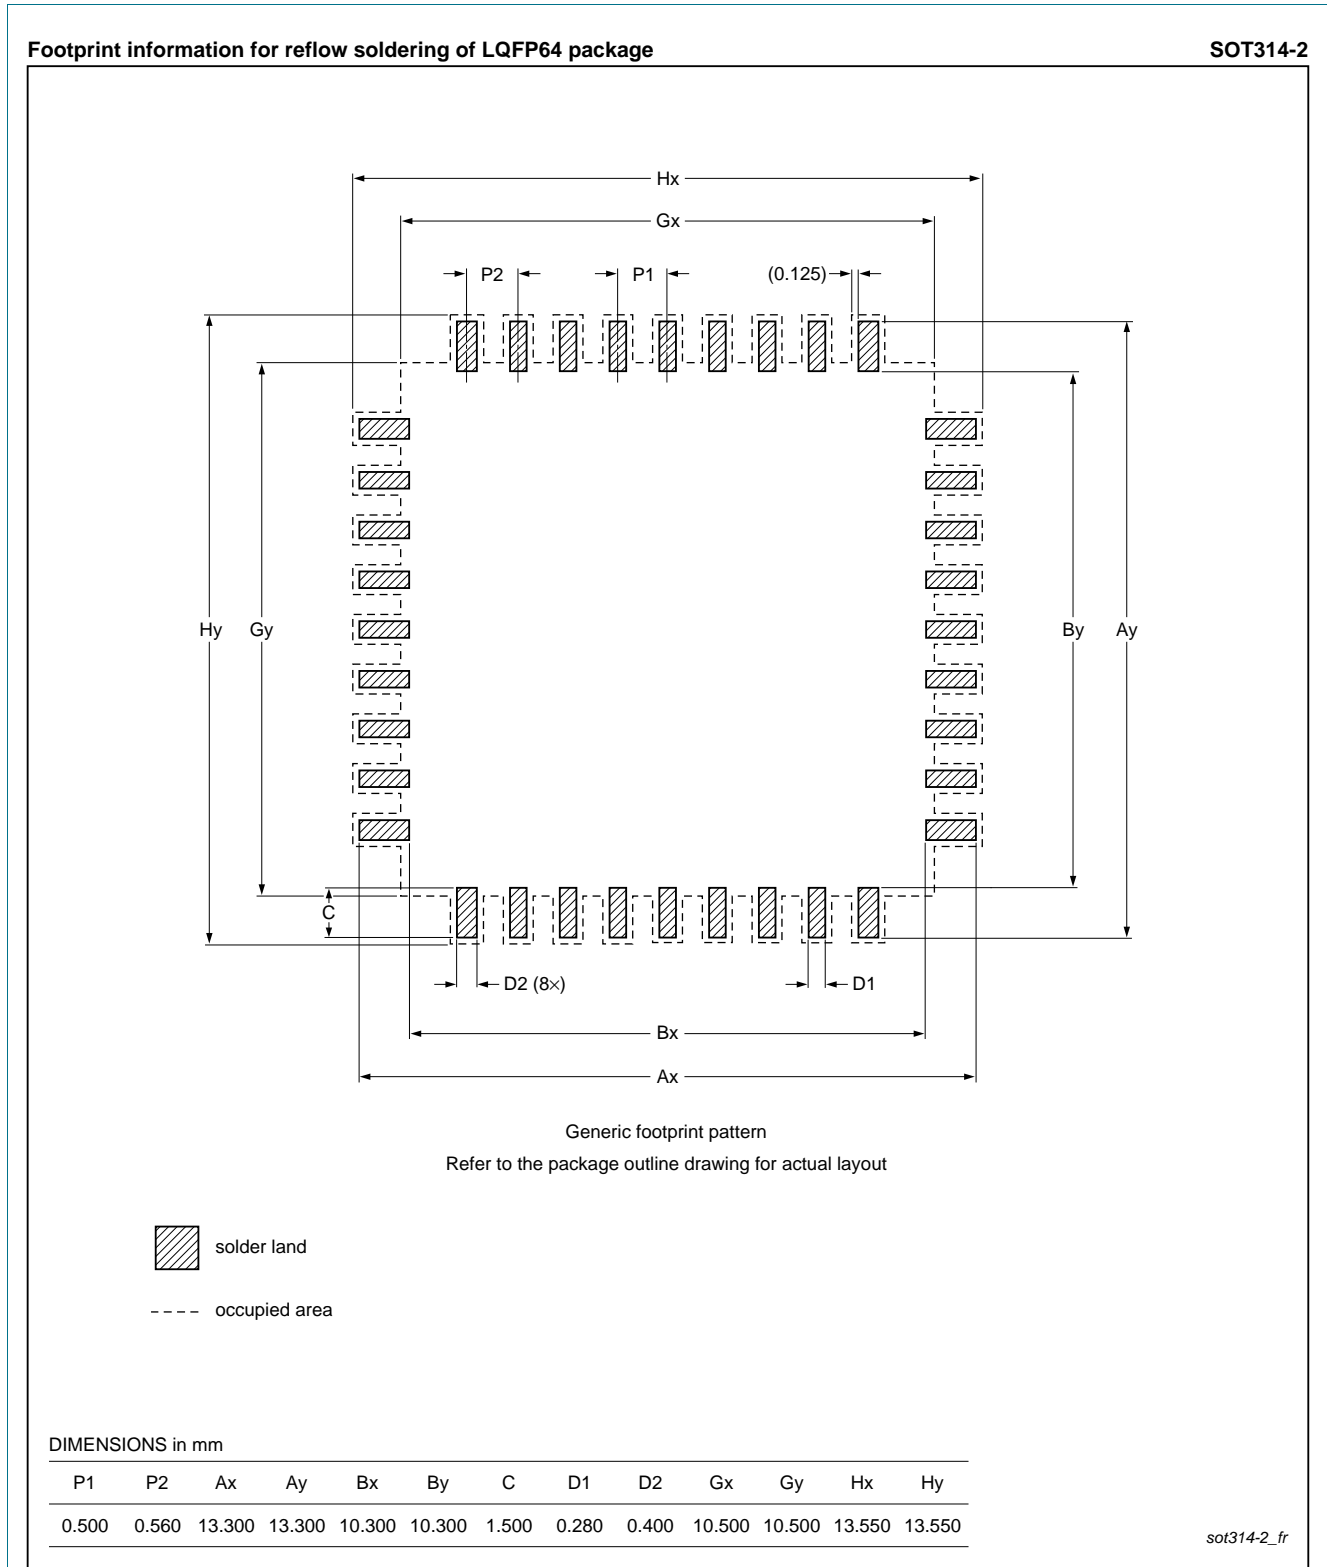 Footprint information for reflow soldering of LQFP64 package SOT314-2
Hx
Gx
P2 P1 (0.125)
Hy Gy By Ay
C
D2 (8×) D1
Bx
Ax
Generic footprint pattern
Refer to the package outline drawing for actual layout
solder land
occupied area
DIMENSIONS in mm
P1 P2 Ax Ay Bx By C D1 D2 Gx Gy Hx Hy
0.500 0.560 13.300 13.300 10.300 10.300 1.500 0.280 0.400 10.500 10.500 13.550 13.550
sot314-2_fr